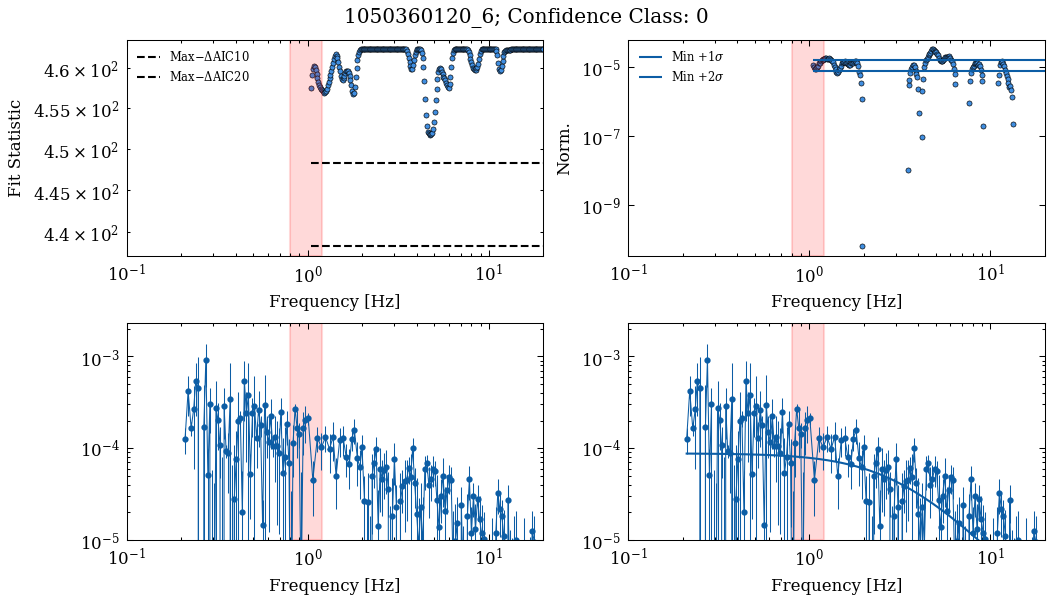 1050360120_6; Confidence Class: 0
Max−ΔAIC10
Max−ΔAIC20
4.6 × 10²
4.55 × 10²
4.5 × 10²
4.45 × 10²
4.4 × 10²
Fit Statistic
10⁻¹ 10⁰ 10¹
Frequency [Hz]
Min +1σ
Min +2σ
10⁻⁵
10⁻⁷
10⁻⁹
Norm.
10⁻¹ 10⁰ 10¹
Frequency [Hz]
10⁻³
10⁻⁴
10⁻⁵
10⁻¹ 10⁰ 10¹
Frequency [Hz]
10⁻³
10⁻⁴
10⁻⁵
10⁻¹ 10⁰ 10¹
Frequency [Hz]